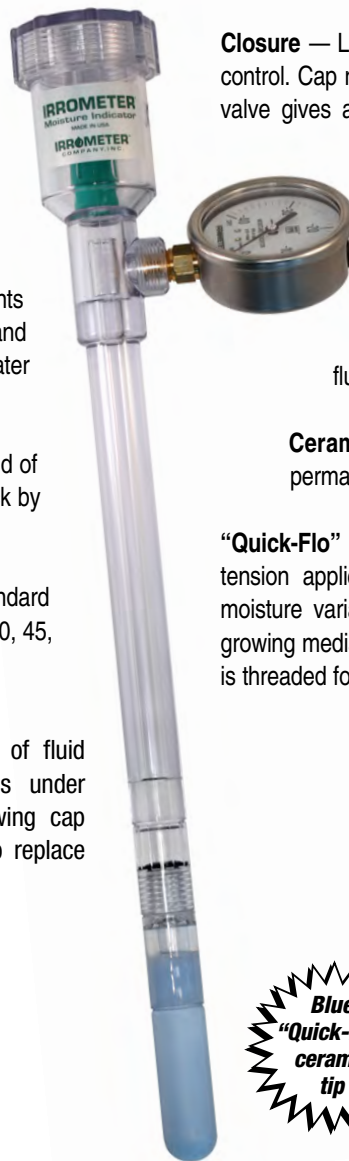 Closure — L
control. Cap
valve gives a
IRROMETER
Moisture Indicator
MADE IN USA
IRROMETER
COMPANY, INC.
nts
and
ater
flu
d of
k by
Ceram
perma
"Quick-Flo"
tension applic
moisture varia
growing medi
is threaded fo
ndard
0, 45,
of fluid
s under
wing cap
o replace
Blue
"Quick-
ceram
tip